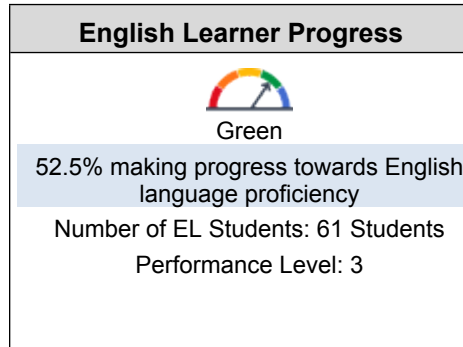 English Learner Progress
Green
52.5% making progress towards English
language proficiency
Number of EL Students: 61 Students
Performance Level: 3